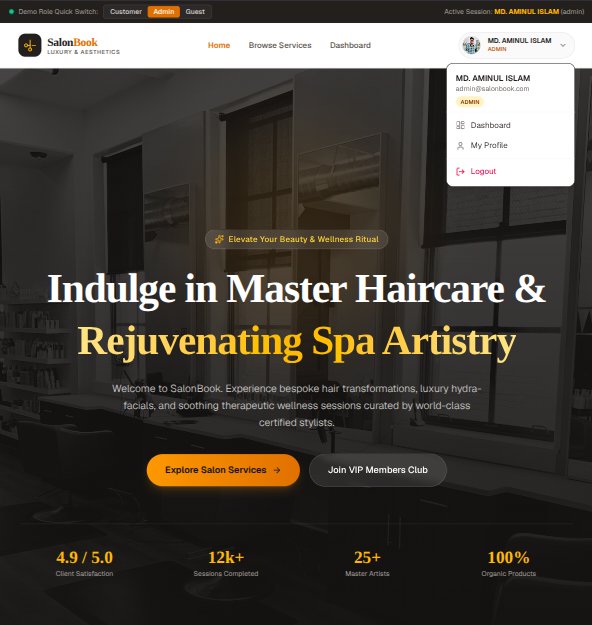 Demo Role Quick Switch: Customer Admin Guest Active Session: MD. AMINUL ISLAM (admin)
SalonBook
LUXURY & AESTHETICS
Home Browse Services Dashboard
MD. AMINUL ISLAM
ADMIN
MD. AMINUL ISLAM
admin@salonbook.com
ADMIN
Dashboard
My Profile
Logout
Elevate Your Beauty & Wellness Ritual
Indulge in Master Haircare &
Rejuvenating Spa Artistry
Welcome to SalonBook. Experience bespoke hair transformations, luxury hydra-
facials, and soothing therapeutic wellness sessions curated by world-class
certified stylists.
Explore Salon Services → Join VIP Members Club
4.9 / 5.0 12k+ 25+ 100%
Client Satisfaction Sessions Completed Master Artists Organic Products